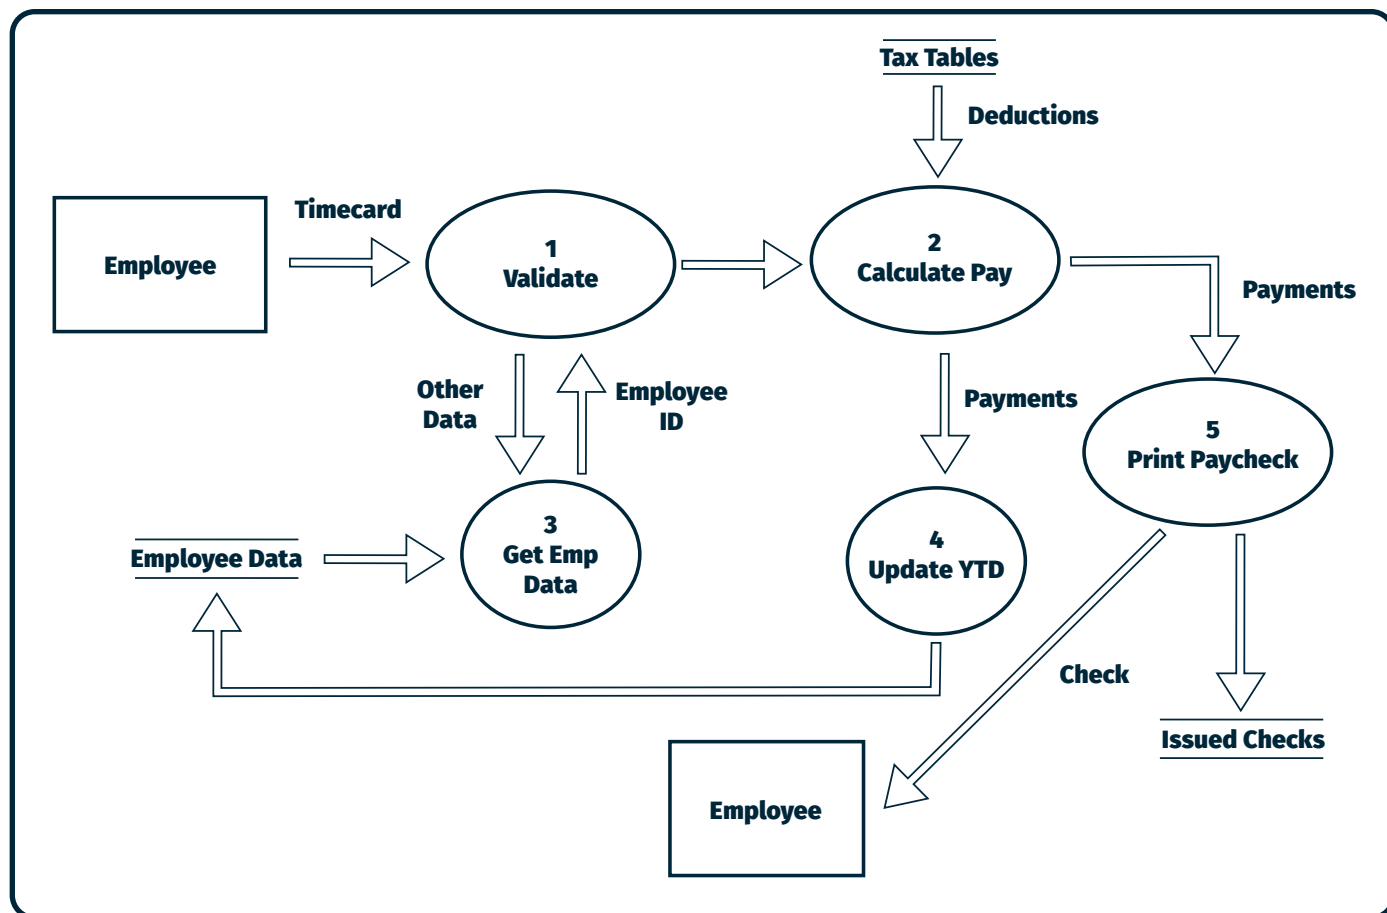 Tax Tables
Deductions
Timecard
Employee
1
Validate
2
Calculate Pay
Payments
Other
Data
Employee
ID
Payments
5
Print Paycheck
Employee Data
3
Get Emp
Data
4
Update YTD
Check
Issued Checks
Employee